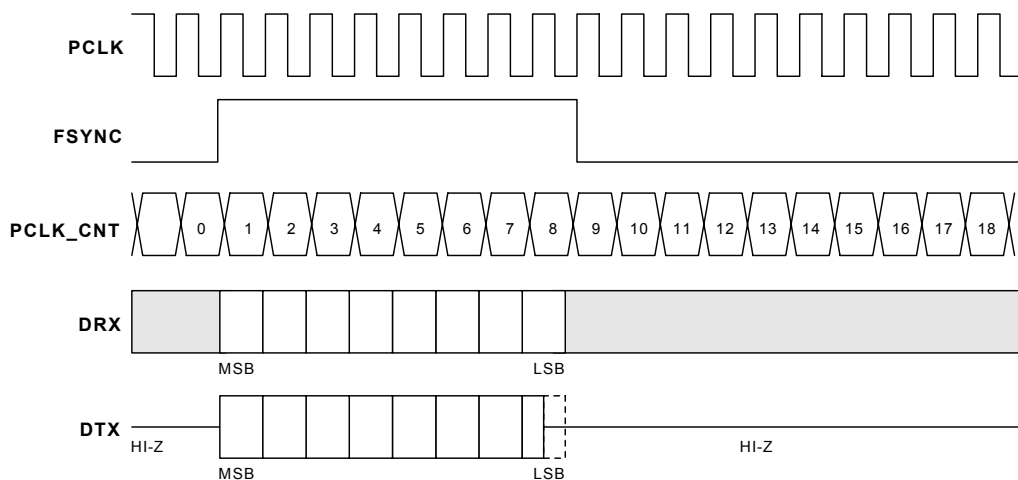 PCLK
FSYNC
PCLK_CNT 0 1 2 3 4 5 6 7 8 9 10 11 12 13 14 15 16 17 18
DRX
MSB LSB
DTX
HI-Z HI-Z
MSB LSB